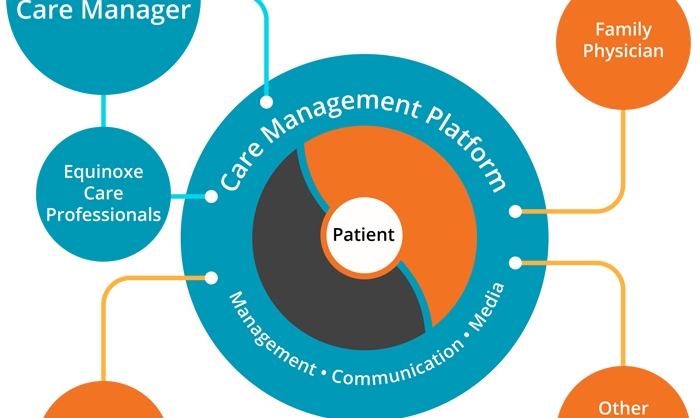 Care Manager
Family
Physician
Care Management Platform
Equinoxe
Care
Professionals
Patient
Management • Communication • Media
Other